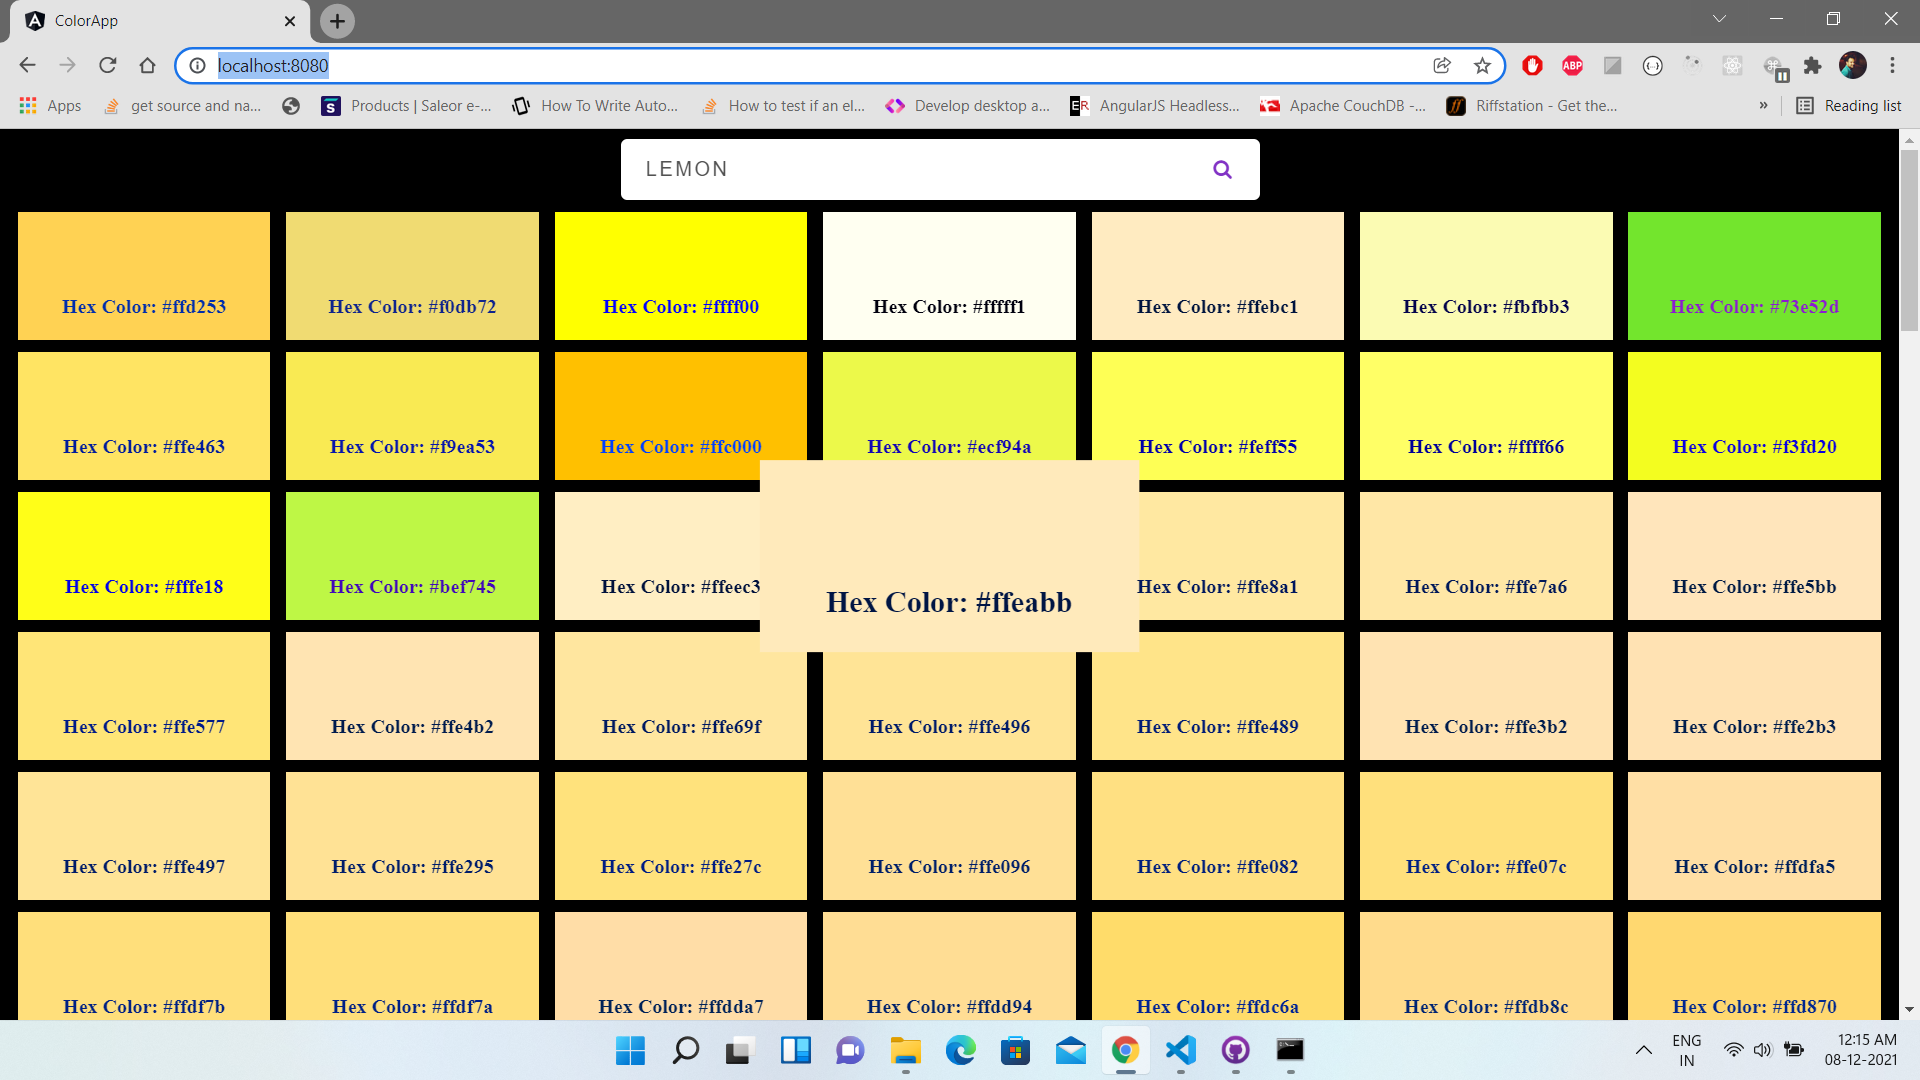 ColorApp
localhost:8080
Apps get source and na... Products | Saleor e-... How To Write Auto... How to test if an el... Develop desktop a... AngularJS Headless... Apache CouchDB -... Riffstation - Get the... » Reading list
LEMON
Hex Color: #ffd253 Hex Color: #f0db72 Hex Color: #ffff00 Hex Color: #fffff1 Hex Color: #ffebc1 Hex Color: #fbfbb3 Hex Color: #73e52d
Hex Color: #ffe463 Hex Color: #f9ea53 Hex Color: #ffc000 Hex Color: #ecf94a Hex Color: #feff55 Hex Color: #ffff66 Hex Color: #f3fd20
Hex Color: #fffe18 Hex Color: #bef745 Hex Color: #ffeec3 Hex Color: #ffeabb Hex Color: #ffe8a1 Hex Color: #ffe7a6 Hex Color: #ffe5bb
Hex Color: #ffe577 Hex Color: #ffe4b2 Hex Color: #ffe69f Hex Color: #ffe496 Hex Color: #ffe489 Hex Color: #ffe3b2 Hex Color: #ffe2b3
Hex Color: #ffe497 Hex Color: #ffe295 Hex Color: #ffe27c Hex Color: #ffe096 Hex Color: #ffe082 Hex Color: #ffe07c Hex Color: #ffdfa5
Hex Color: #ffdf7b Hex Color: #ffdf7a Hex Color: #ffdda7 Hex Color: #ffdd94 Hex Color: #ffdc6a Hex Color: #ffdb8c Hex Color: #ffd870
ENG 12:15 AM
IN 08-12-2021